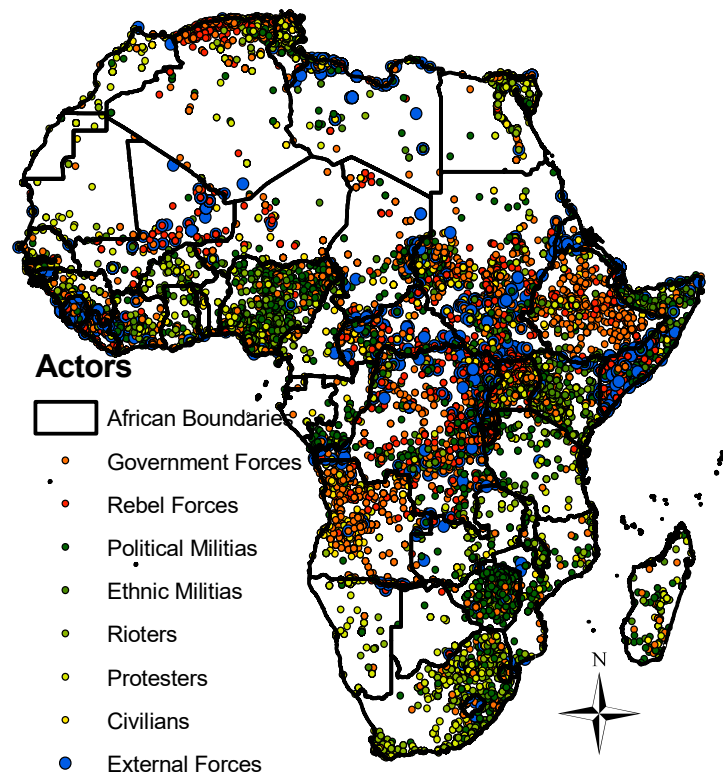 Actors
African Boundaries
Government Forces
Rebel Forces
Political Militias
Ethnic Militias
Rioters
Protesters
Civilians
External Forces
N